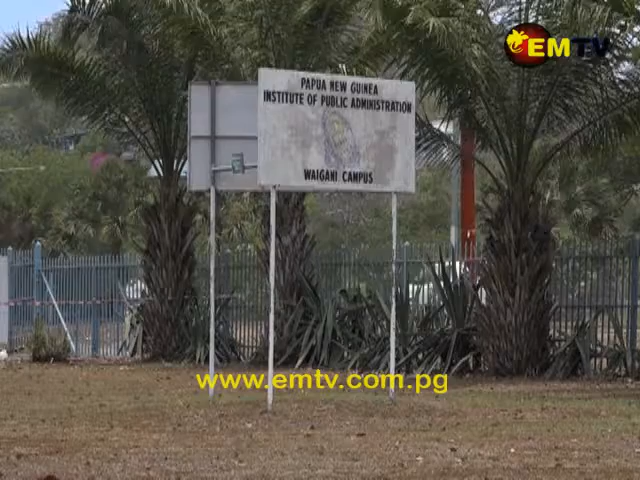 EMTV
PAPUA NEW GUINEA
INSTITUTE OF PUBLIC ADMINISTRATION
WAIGANI CAMPUS
www.emtv.com.pg